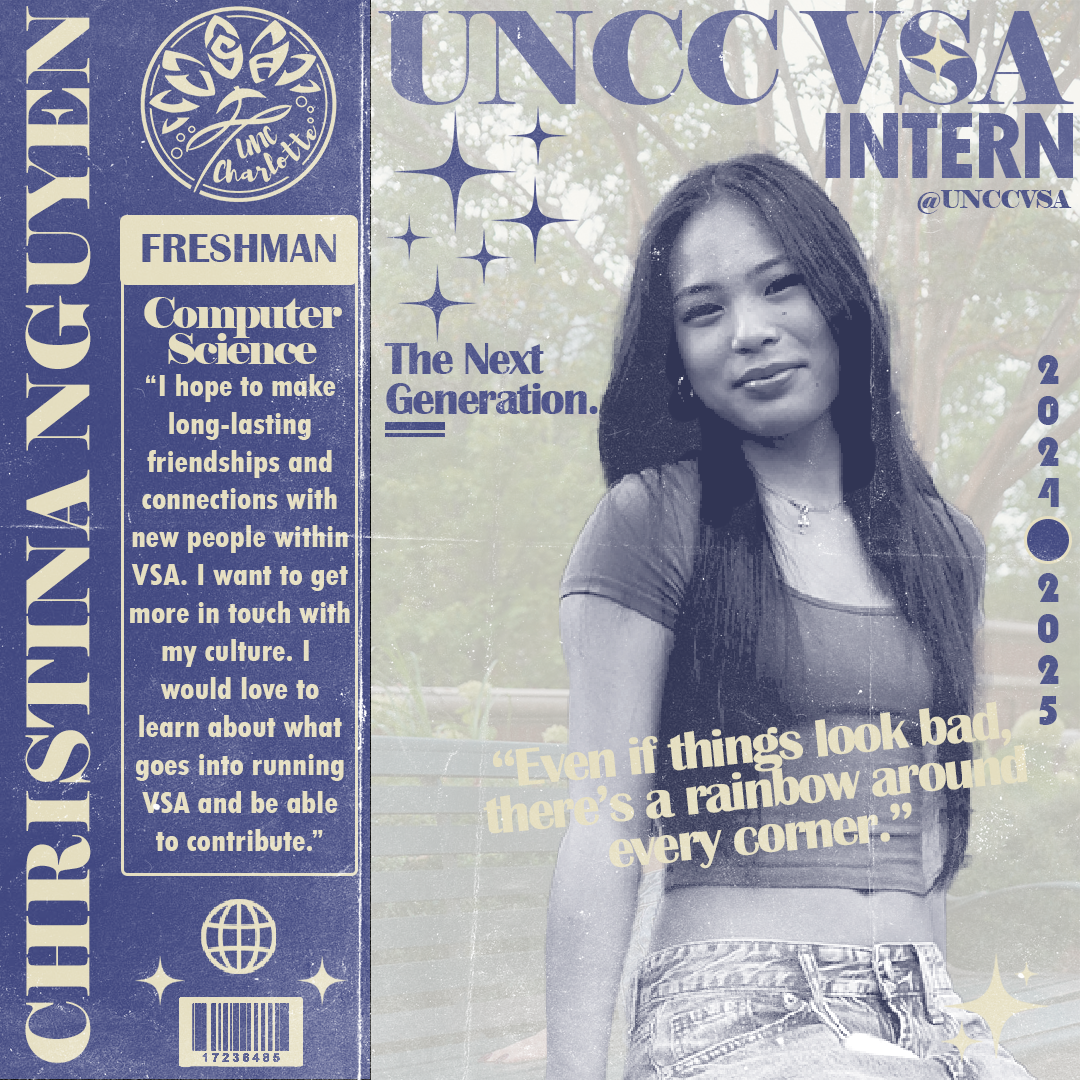 CHRISTINA NGUYEN
VSA
UNC
Charlotte
FRESHMAN
Computer
Science
“I hope to make
long-lasting
friendships and
connections with
new people within
VSA. I want to get
more in touch with
my culture. I
would love to
learn about what
goes into running
VSA and be able
to contribute.”
17236485
UNCC VSA
INTERN
@UNCCVSA
The Next
Generation.
2024
2025
“Even if things look bad,
there’s a rainbow around
every corner.”